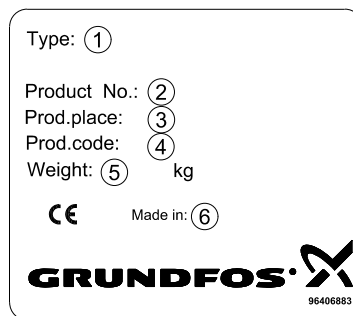 Type: 1
Product No.: 2
Prod.place: 3
Prod.code: 4
Weight: 5 kg
CE Made in: 6
GRUNDFOS
96406883